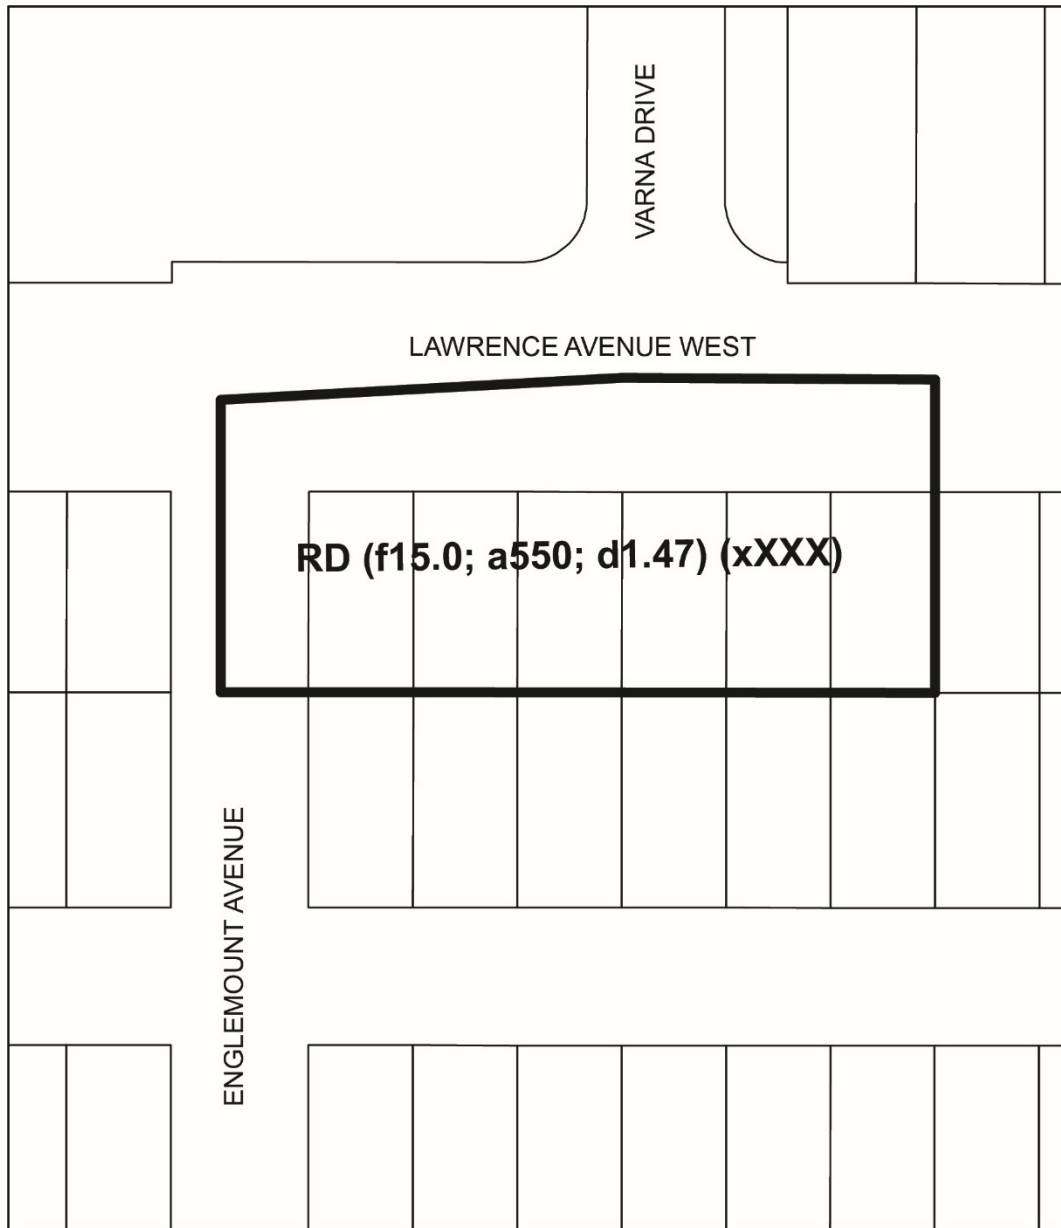 VARNA DRIVE
LAWRENCE AVENUE WEST
RD (f15.0; a550; d1.47) (xXXX)
ENGLEMOUNT AVENUE